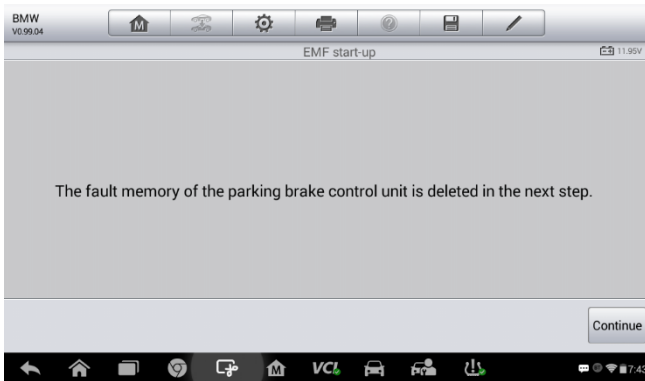 BMW
V0.99.04
M
EMF start-up
11.95V
The fault memory of the parking brake control unit is deleted in the next step.
Continue
M
VCI
7:43